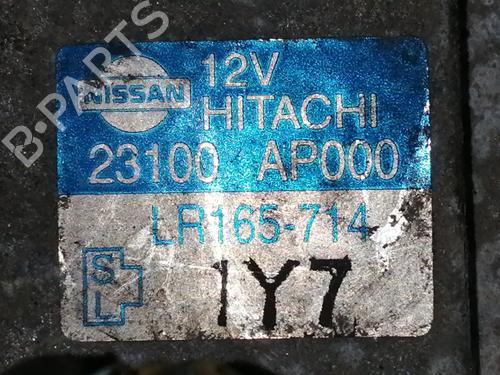 12V
NISSAN
HITACHI
23100 AP000
LR165-714
S
L
1Y7
B-PARTS